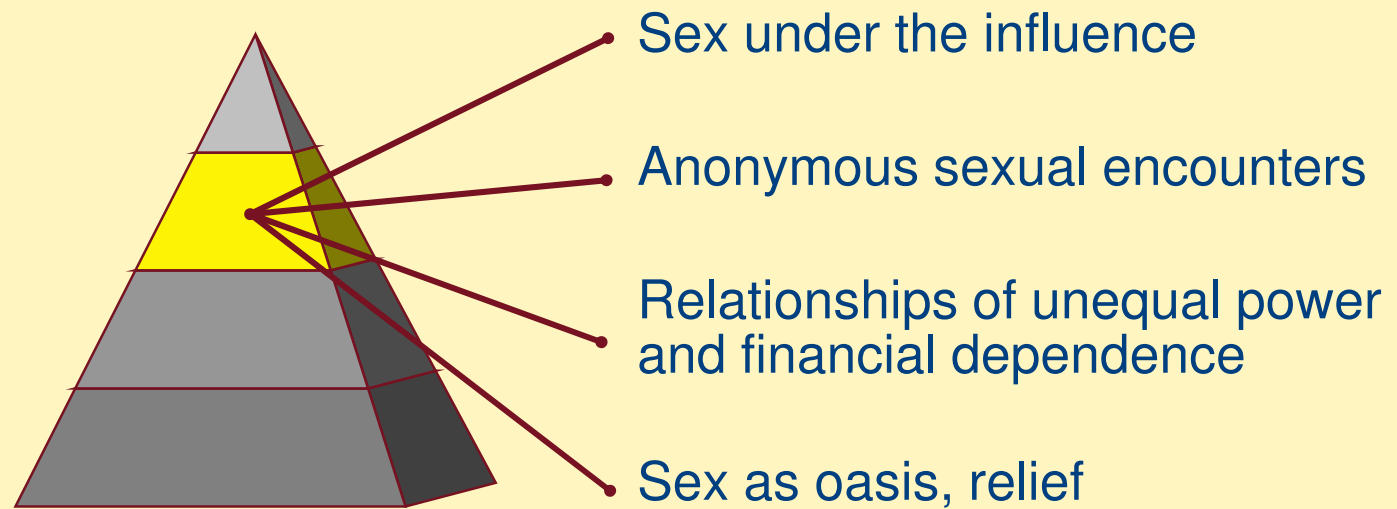 Sex under the influence
Anonymous sexual encounters
Relationships of unequal power
and financial dependence
Sex as oasis, relief